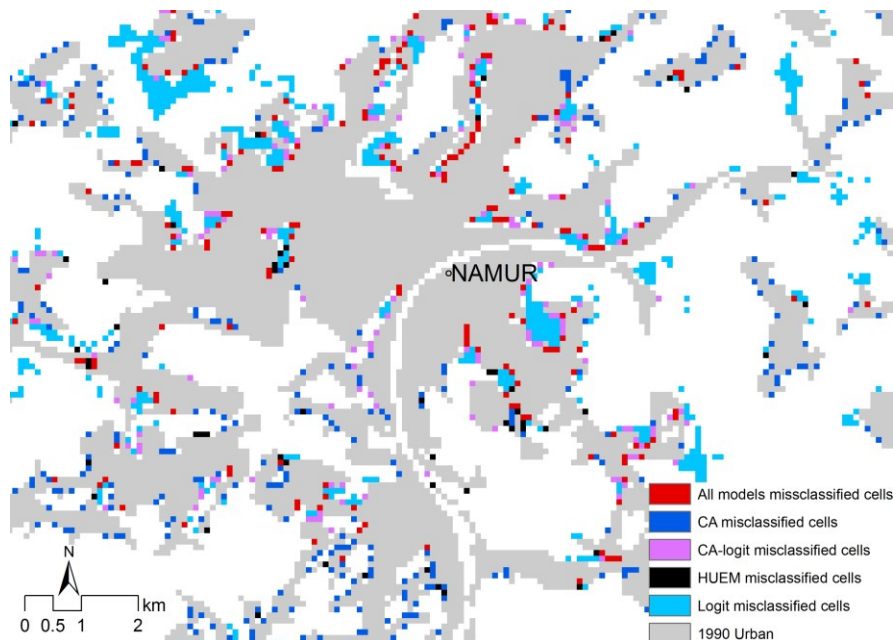 NAMUR
All models missclassified cells
CA misclassified cells
CA-logit misclassified cells
HUEM misclassified cells
Logit misclassified cells
1990 Urban
N
km
0 0.5 1 2